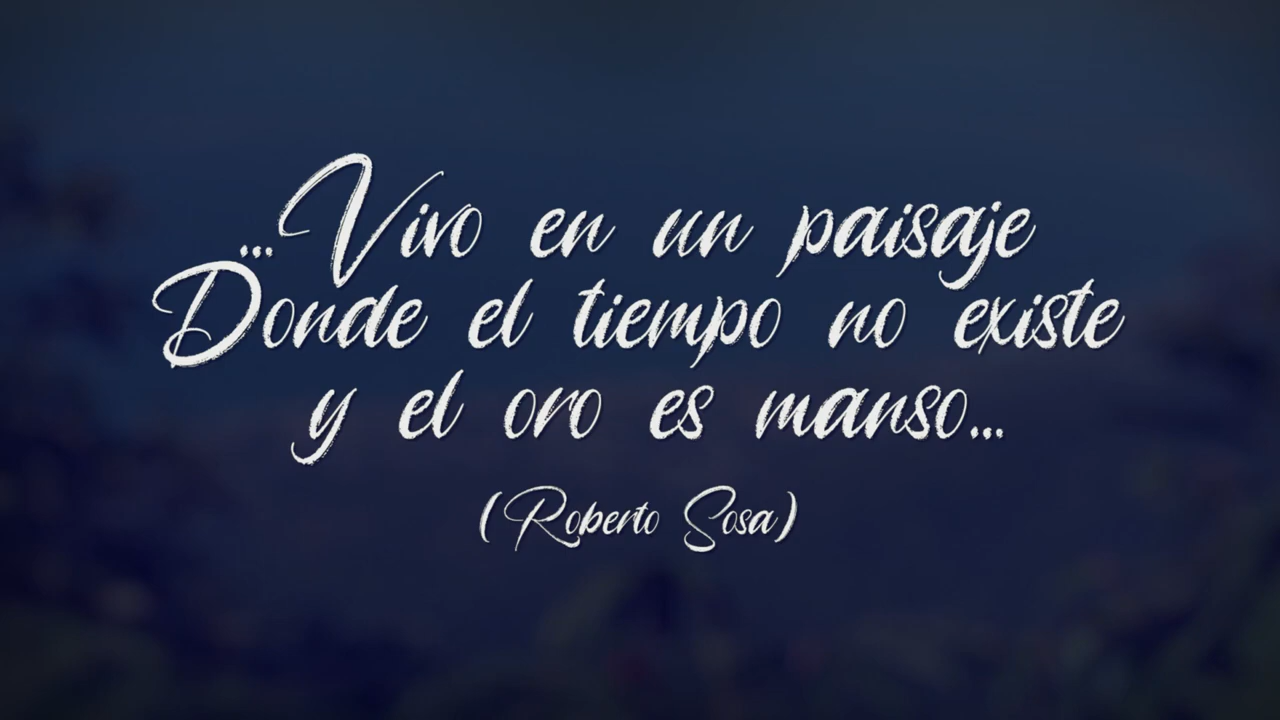 ...Vivo en un paisaje
Donde el tiempo no existe
y el oro es manso...
(Roberto Sosa)